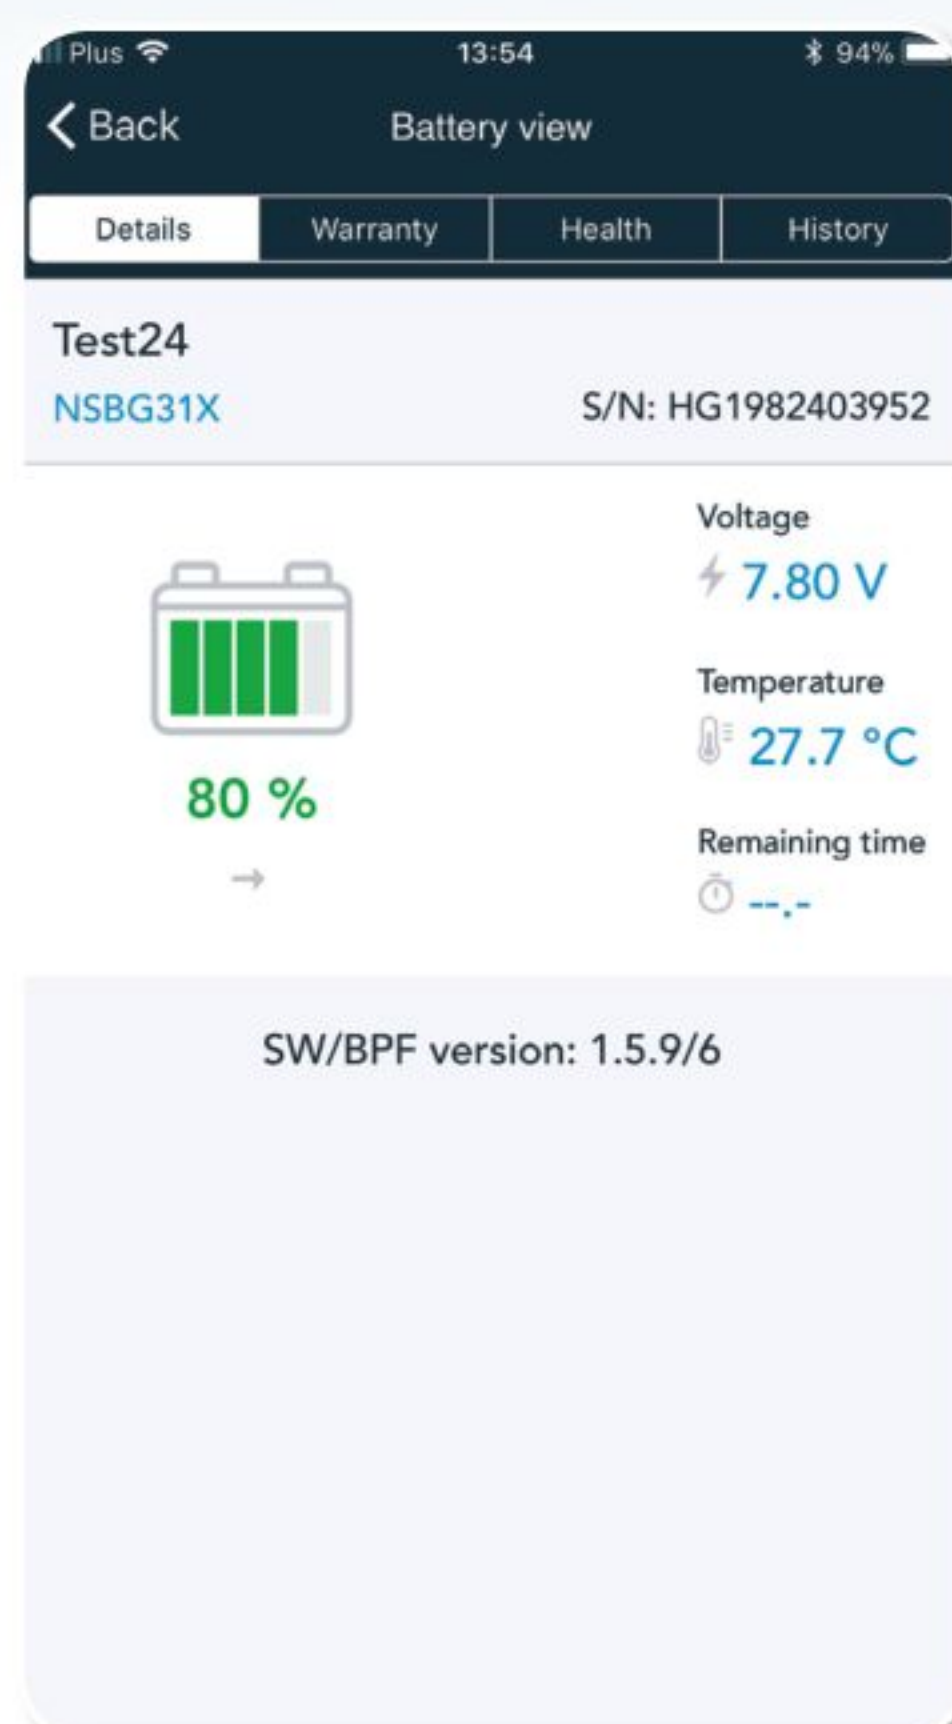 Plus 13:54 94%
Back Battery view
Details Warranty Health History
Test24
NSBG31X S/N: HG1982403952
Voltage
7.80 V
Temperature
27.7 °C
80 %
Remaining time
--.-
→
SW/BPF version: 1.5.9/6